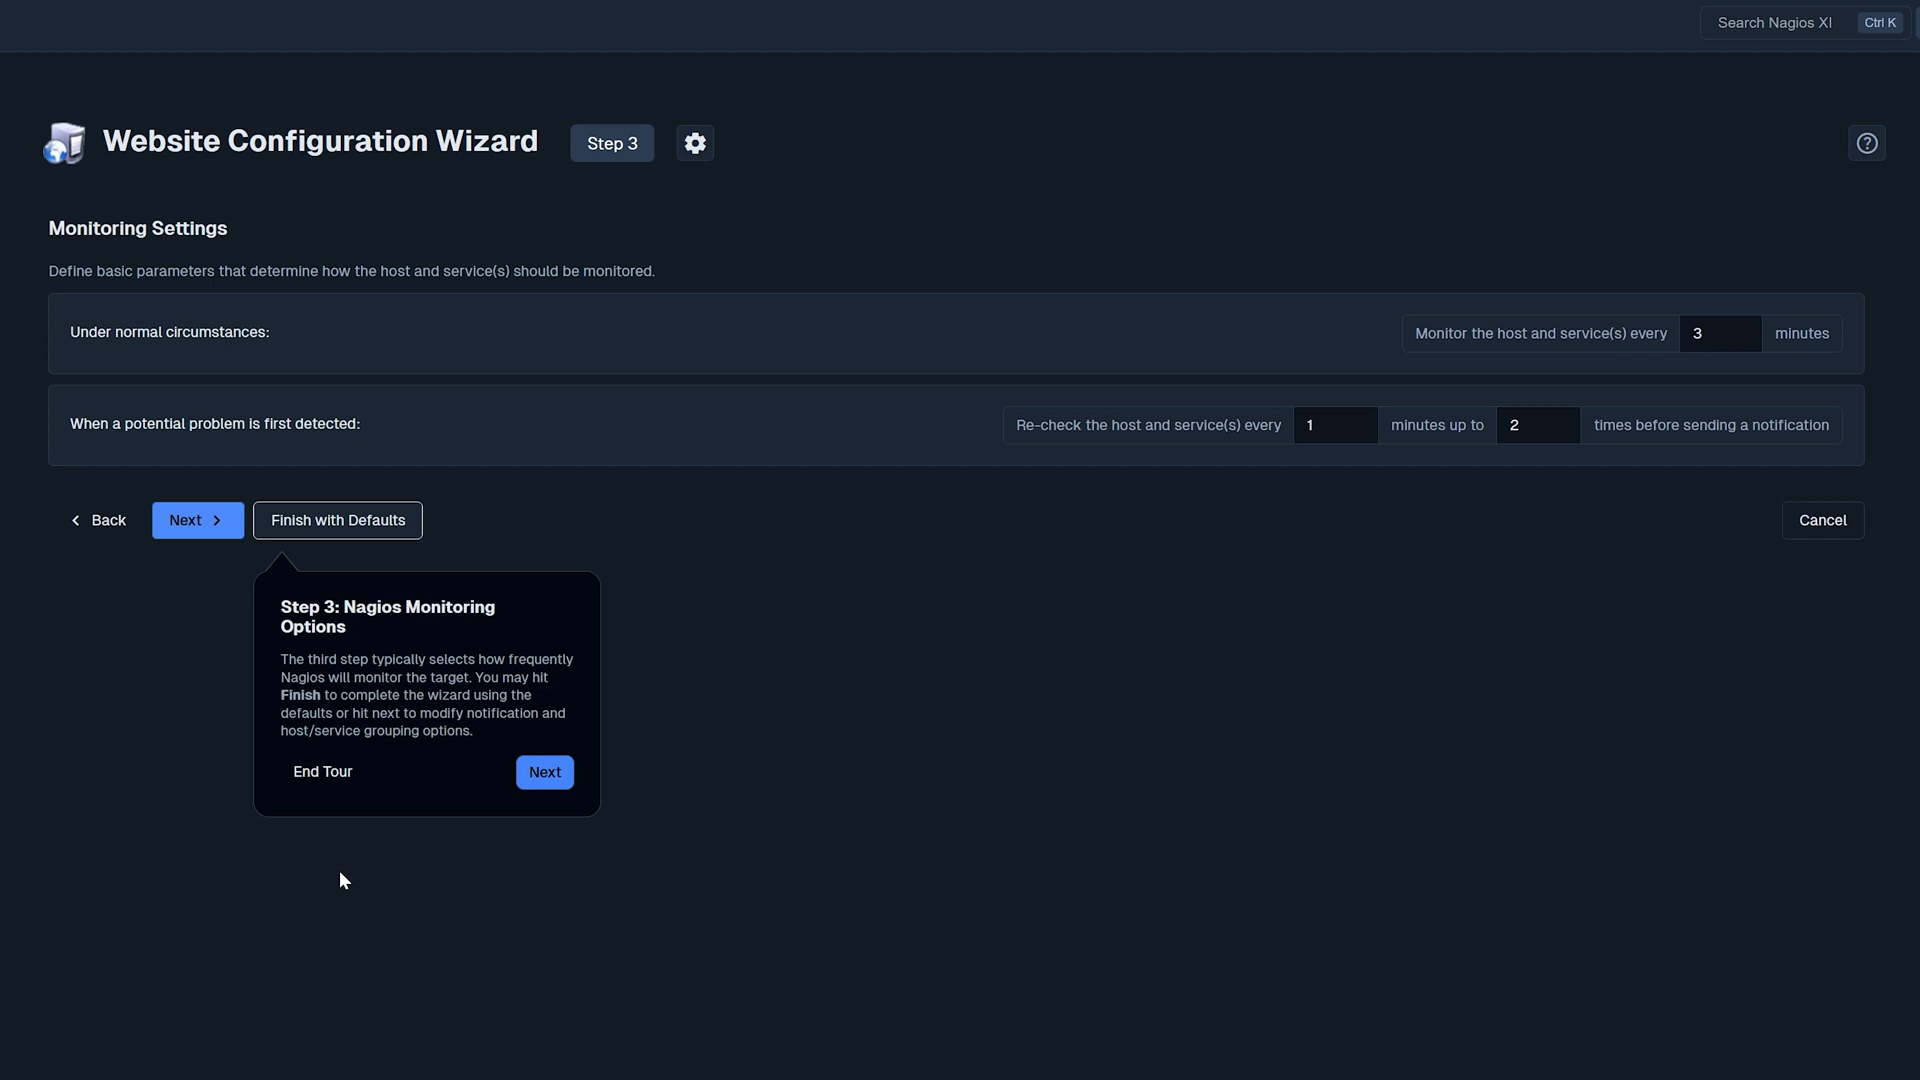 Search Nagios XI Ctrl K
Website Configuration Wizard Step 3
Monitoring Settings
Define basic parameters that determine how the host and service(s) should be monitored.
Under normal circumstances: Monitor the host and service(s) every 3 minutes
When a potential problem is first detected: Re-check the host and service(s) every 1 minutes up to 2 times before sending a notification
Back Next Finish with Defaults Cancel
Step 3: Nagios Monitoring
Options
The third step typically selects how frequently
Nagios will monitor the target. You may hit
Finish to complete the wizard using the
defaults or hit next to modify notification and
host/service grouping options.
End Tour Next